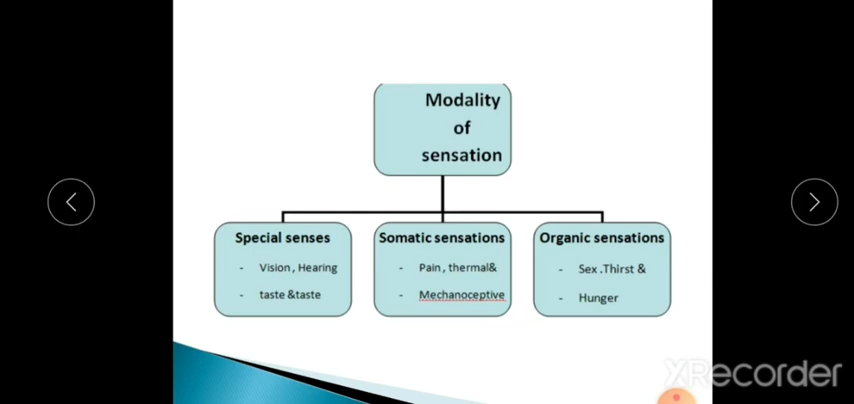 Modality
of
sensation
Special senses
- Vision , Hearing
- taste &taste
Somatic sensations
- Pain , thermal&
- Mechanoceptive
Organic sensations
- Sex .Thirst &
- Hunger
XRecorder